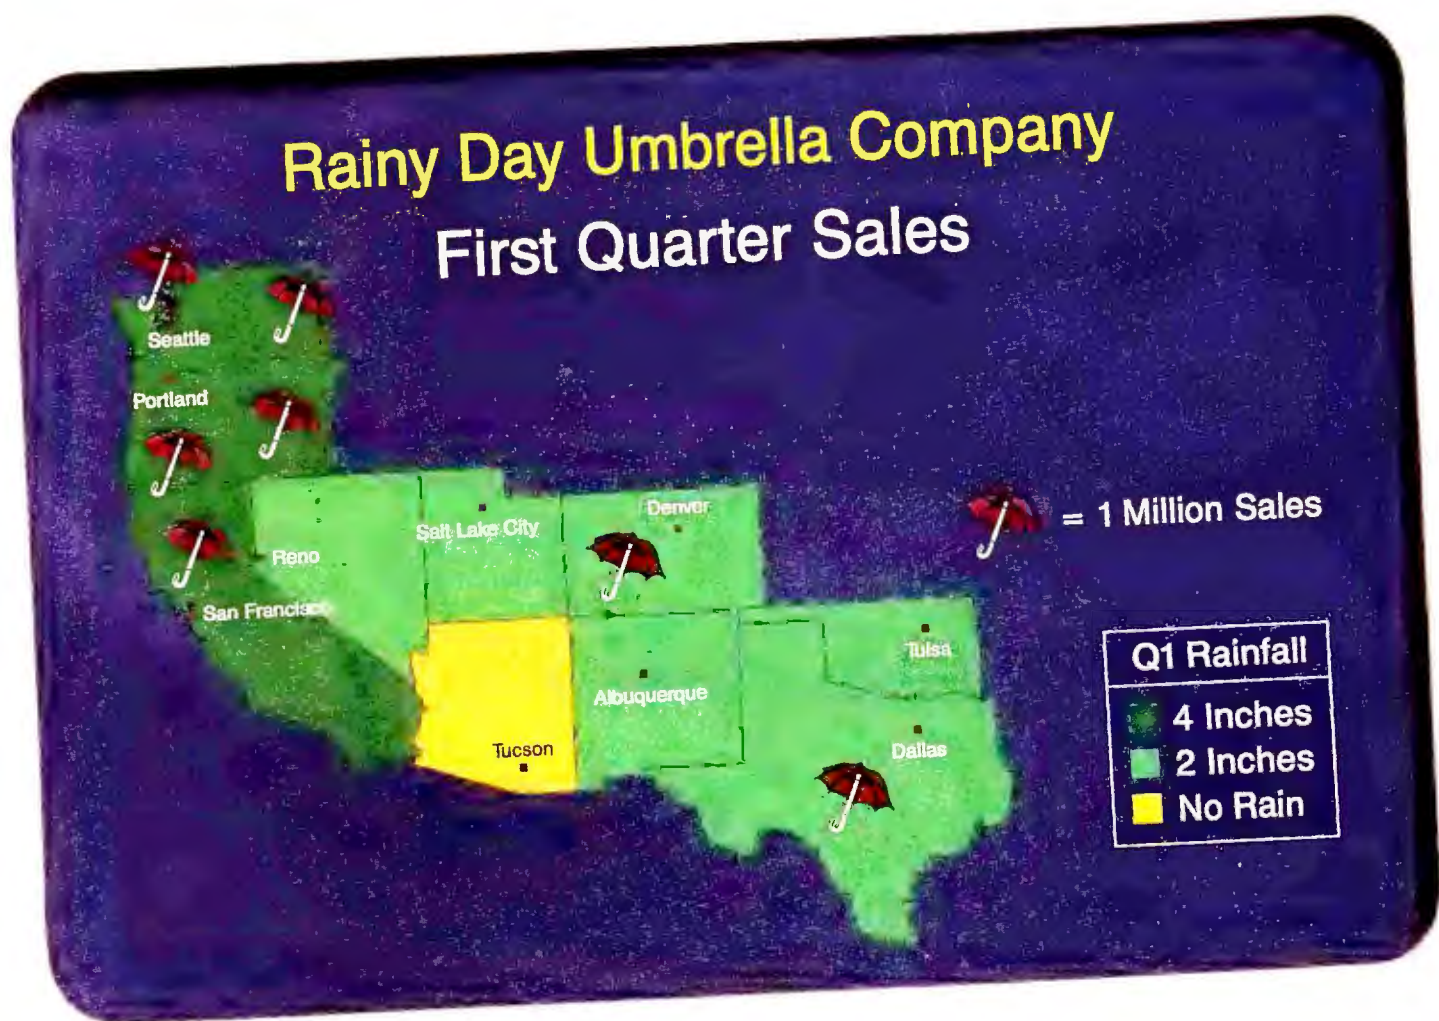 Rainy Day Umbrella Company
First Quarter Sales
Seattle
Portland
Denver
Salt Lake City
= 1 Million Sales
Reno
San Francisco
Tulsa
Q1 Rainfall
Albuquerque
4 Inches
Tucson
Dallas
2 Inches
No Rain